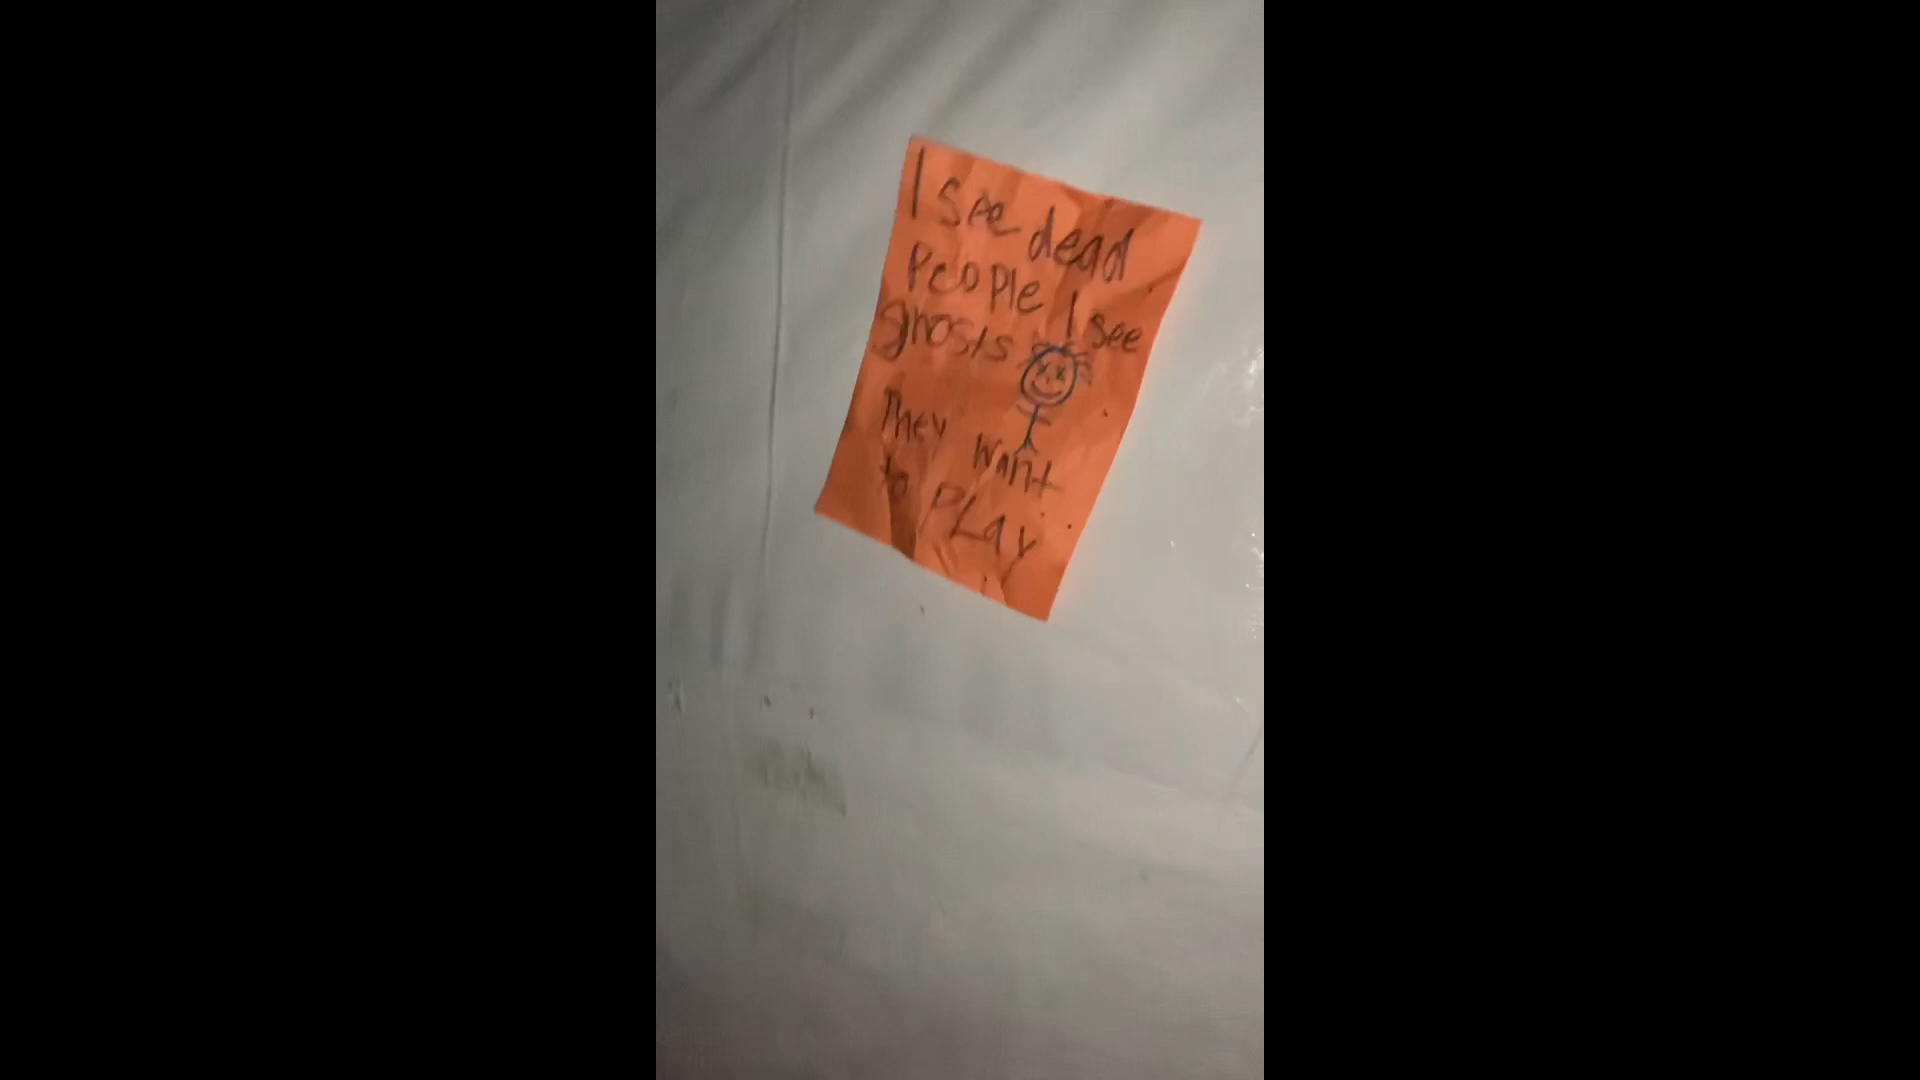 I see dead
People I see
ghosts
They want
to PLay